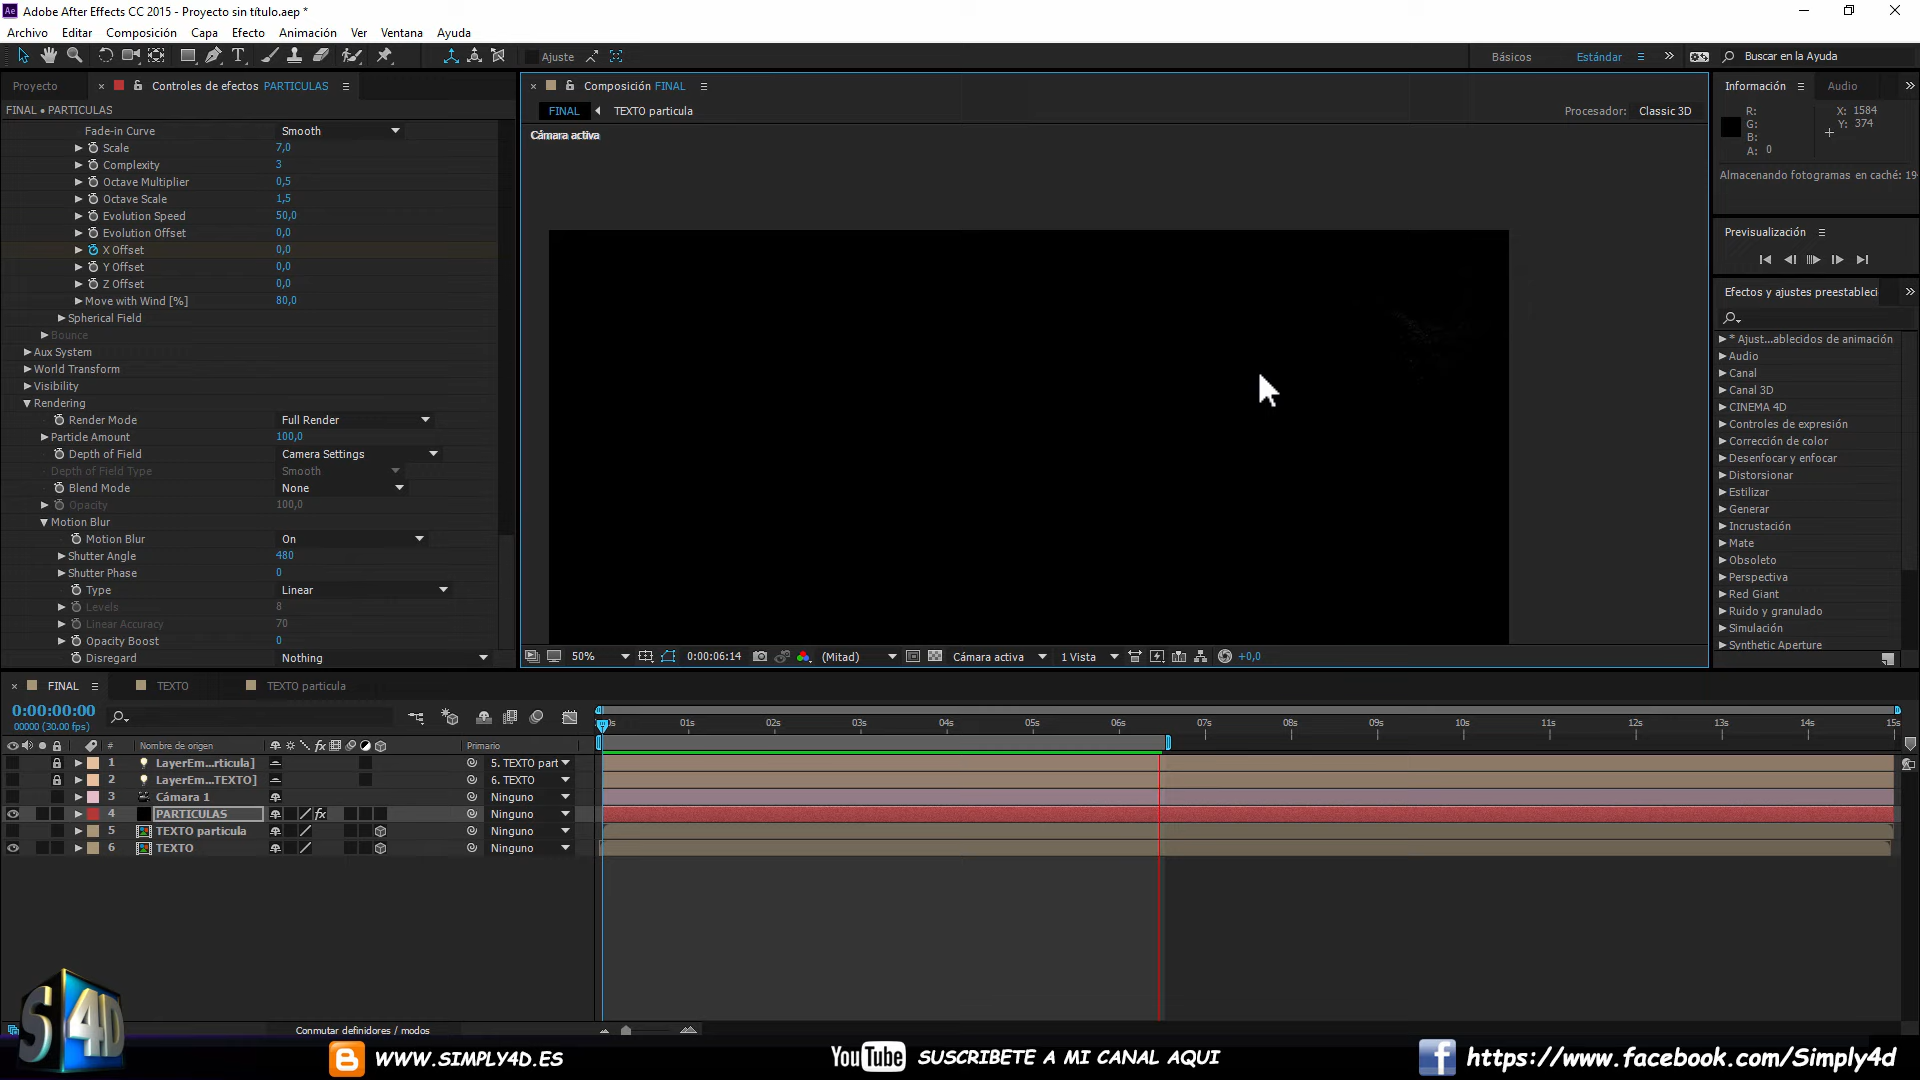 Adobe After Effects CC 2015 - Proyecto sin título.aep *
Archivo Editar Composición Capa Efecto Animación Ver Ventana Ayuda
Ajuste Básicos Estándar Buscar en la Ayuda
Proyecto Controles de efectos PARTICULAS
Composición FINAL
Información Audio
FINAL • PARTICULAS
FINAL TEXTO particula
Procesador: Classic 3D
R: X: 1584
G: Y: 374
B:
A: 0
Cámara activa
Almacenando fotogramas en caché: 19
Fade-in Curve Smooth
Scale 7,0
Complexity 3
Octave Multiplier 0,5
Octave Scale 1,5
Evolution Speed 50,0
Evolution Offset 0,0
X Offset 0,0
Y Offset 0,0
Z Offset 0,0
Move with Wind [%] 80,0
Spherical Field
Bounce
Aux System
World Transform
Visibility
Rendering
Render Mode Full Render
Particle Amount 100,0
Depth of Field Camera Settings
Depth of Field Type Smooth
Blend Mode None
Opacity 100,0
Motion Blur
Motion Blur On
Shutter Angle 480
Shutter Phase 0
Type Linear
Levels 8
Linear Accuracy 70
Opacity Boost 0
Disregard Nothing
Previsualización
Efectos y ajustes preestableci
* Ajust...ablecidos de animación
Audio
Canal
Canal 3D
CINEMA 4D
Controles de expresión
Corrección de color
Desenfocar y enfocar
Distorsionar
Estilizar
Generar
Incrustación
Mate
Obsoleto
Perspectiva
Red Giant
Ruido y granulado
Simulación
Synthetic Aperture
50% 0:00:06:14 (Mitad) Cámara activa 1 Vista +0,0
FINAL TEXTO TEXTO particula
0:00:00:00
00000 (30.00 fps)
0s 01s 02s 03s 04s 05s 06s 07s 08s 09s 10s 11s 12s 13s 14s 15s
# Nombre de origen fx Primario
1 LayerEm...rticula] 5. TEXTO part
2 LayerEm...TEXTO] 6. TEXTO
3 Cámara 1 Ninguno
4 PARTICULAS fx Ninguno
5 TEXTO particula Ninguno
6 TEXTO Ninguno
Conmutar definidores / modos
S4D
WWW.SIMPLY4D.ES
YouTube SUSCRIBETE A MI CANAL AQUI
https://www.facebook.com/Simply4d